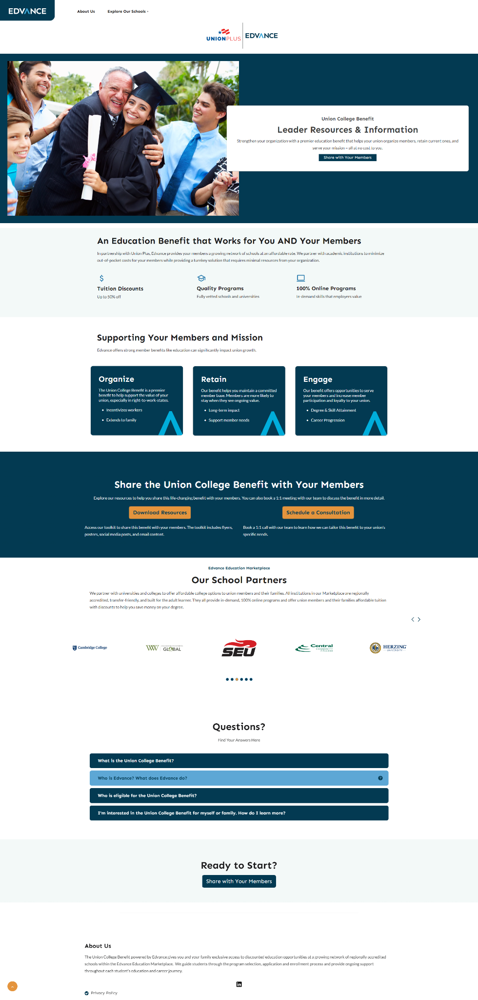 EDVANCE
About Us
Explore Our Schools
UNIONPLUS
EDVANCE
Union College Benefit
Leader Resources & Information
Strengthen your organization with a premier education benefit that helps your union organize members, retain current ones, and
serve your mission – all at no cost to you.
Share with Your Members
An Education Benefit that Works for You AND Your Members
In partnership with Union Plus, Edvance provides your members a growing network of schools at an affordable rate. We partner with academic institutions to minimize
out-of-pocket costs for your members while providing a turnkey solution that requires minimal resources from your organization.
Tuition Discounts
Up to 50% off
Quality Programs
Fully vetted schools and universities
100% Online Programs
In-demand skills that employers value
Supporting Your Members and Mission
Edvance offers strong member benefits like education can significantly impact union growth.
Organize
The Union College Benefit is a premier
benefit to help support the value of your
union, especially in right-to-work-states.
• Incentivizes workers
• Extends to family
Retain
Our benefit helps you maintain a committed
member base. Members are more likely to
stay when they see ongoing value.
• Long-term impact
• Support member needs
Engage
Our benefit offers opportunities to serve
your members and increase member
participation and loyalty to your union.
• Degree & Skill Attainment
• Career Progression
Share the Union College Benefit with Your Members
Explore our resources to help you share this life-changing benefit with your members. You can also book a 1:1 meeting with our team to discuss the benefit in more detail.
Download Resources
Access our toolkit to share this benefit with your members. The toolkit includes flyers,
posters, social media posts, and email content.
Schedule a Consultation
Book a 1:1 call with our team to learn how we can tailor this benefit to your union's
specific needs.
Edvance Education Marketplace
Our School Partners
We partner with universities and colleges to offer affordable college options to union members and their families. All institutions in our Marketplace are regionally
accredited, transfer-friendly, and built for the adult learner. They all provide in-demand, 100% online programs and offer union members and their families affordable tuition
with discounts to help you save money on your degree.
Cambridge College
GLOBAL
SEU
Central
COMMUNITY
COLLEGE
HERZING
UNIVERSITY
Questions?
Find Your Answers Here
What is the Union College Benefit?
Who is Edvance? What does Edvance do?
Who is eligible for the Union College Benefit?
I'm interested in the Union College Benefit for myself or family. How do I learn more?
Ready to Start?
Share with Your Members
About Us
The Union College Benefit powered by Edvance gives you and your family exclusive access to discounted education opportunities at a growing network of regionally accredited
schools within the Edvance Education Marketplace. We guide students through the program selection, application and enrollment process and provide ongoing support
throughout each student's education and career journey.
in
Privacy Policy